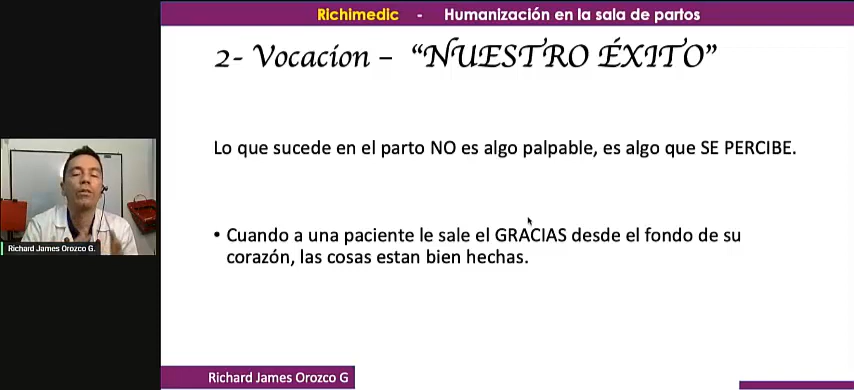 Richimedic - Humanización en la sala de partos
2- Vocacion – “NUESTRO ÉXITO”
Lo que sucede en el parto NO es algo palpable, es algo que SE PERCIBE.
• Cuando a una paciente le sale el GRACIAS desde el fondo de su
corazón, las cosas estan bien hechas.
Richard James Orozco G.
Richard James Orozco G